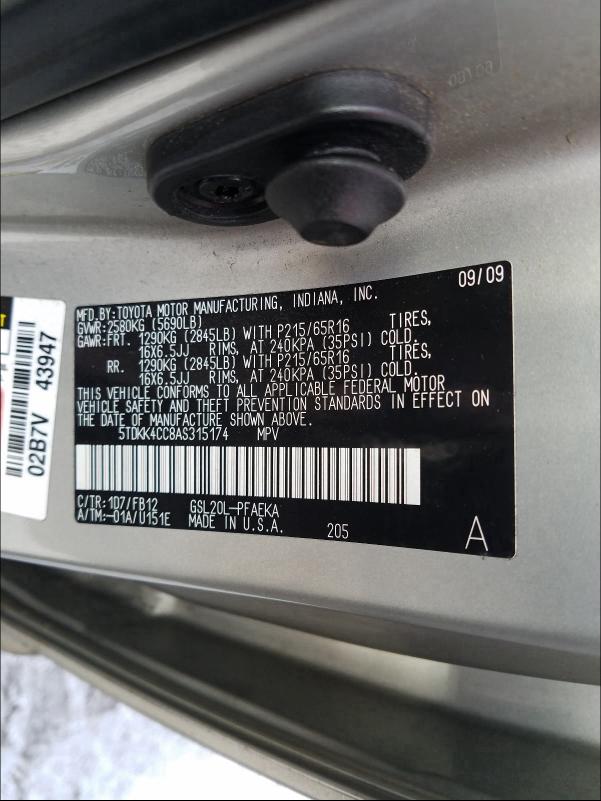 09/09
MFD.BY:TOYOTA MOTOR MANUFACTURING, INDIANA, INC.
GVWR:2580KG (5690LB)
GAWR:FRT. 1290KG (2845LB) WITH P215/65R16 TIRES,
16X6.5JJ RIMS, AT 240KPA (35PSI) COLD.
RR. 1290KG (2845LB) WITH P215/65R16 TIRES,
16X6.5JJ RIMS, AT 240KPA (35PSI) COLD.
THIS VEHICLE CONFORMS TO ALL APPLICABLE FEDERAL MOTOR
VEHICLE SAFETY AND THEFT PREVENTION STANDARDS IN EFFECT ON
THE DATE OF MANUFACTURE SHOWN ABOVE.
5TDKK4CC8AS315174 MPV
C/TR:1D7/FB12 GSL20L-PFAEKA
A/TM:-01A/U151E MADE IN U.S.A. 205 A
02B7V 43947